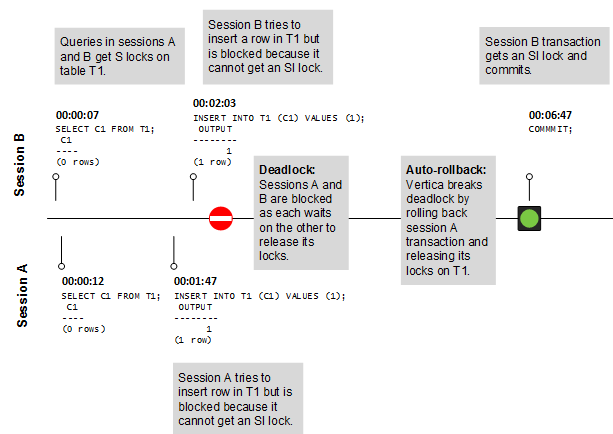 Queries in sessions A
and B get S locks on
table T1.
Session B tries to
insert a row in T1 but
is blocked because it
cannot get an SI lock.
Session B transaction
gets an SI lock and
commits.
Session B
00:00:07
SELECT C1 FROM T1;
C1
----
(0 rows)
00:02:03
INSERT INTO T1 (C1) VALUES (1);
OUTPUT
--------
1
(1 row)
00:06:47
COMMMIT;
Deadlock:
Sessions A and
B are blocked
as each waits
on the other to
release its
locks.
Auto-rollback:
Vertica breaks
deadlock by
rolling back
session A
transaction and
releasing its
locks on T1.
Session A
00:00:12
SELECT C1 FROM T1;
C1
----
(0 rows)
00:01:47
INSERT INTO T1 (C1) VALUES (1);
OUTPUT
--------
1
(1 row)
Session A tries to
insert row in T1 but is
blocked because it
cannot get an SI lock.